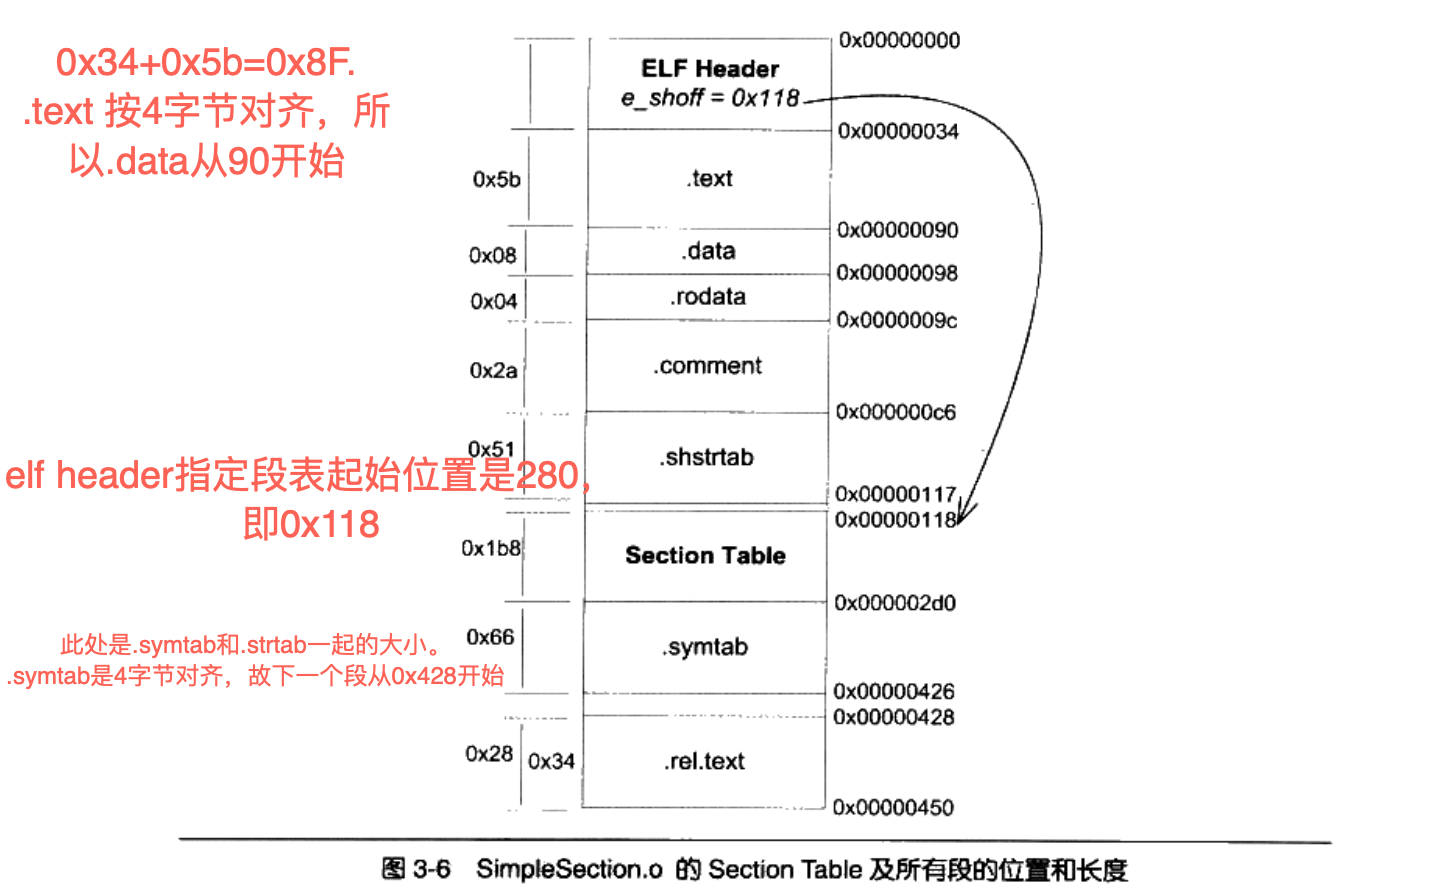 0x34+0x5b=0x8F.
.text 按4字节对齐，所
以.data从90开始
0x00000000
ELF Header
e_shoff = 0x118
0x00000034
0x5b
.text
0x00000090
0x08
.data
0x00000098
0x04
.rodata
0x0000009c
0x2a
.comment
0x000000c6
0x51
.shstrtab
elf header指定段表起始位置是280，
即0x118
0x00000117
0x00000118
0x1b8
Section Table
0x000002d0
此处是.symtab和.strtab一起的大小。
.symtab是4字节对齐，故下一个段从0x428开始
0x66
.symtab
0x00000426
0x00000428
0x28
0x34
.rel.text
0x00000450
图 3-6 SimpleSection.o 的 Section Table 及所有段的位置和长度